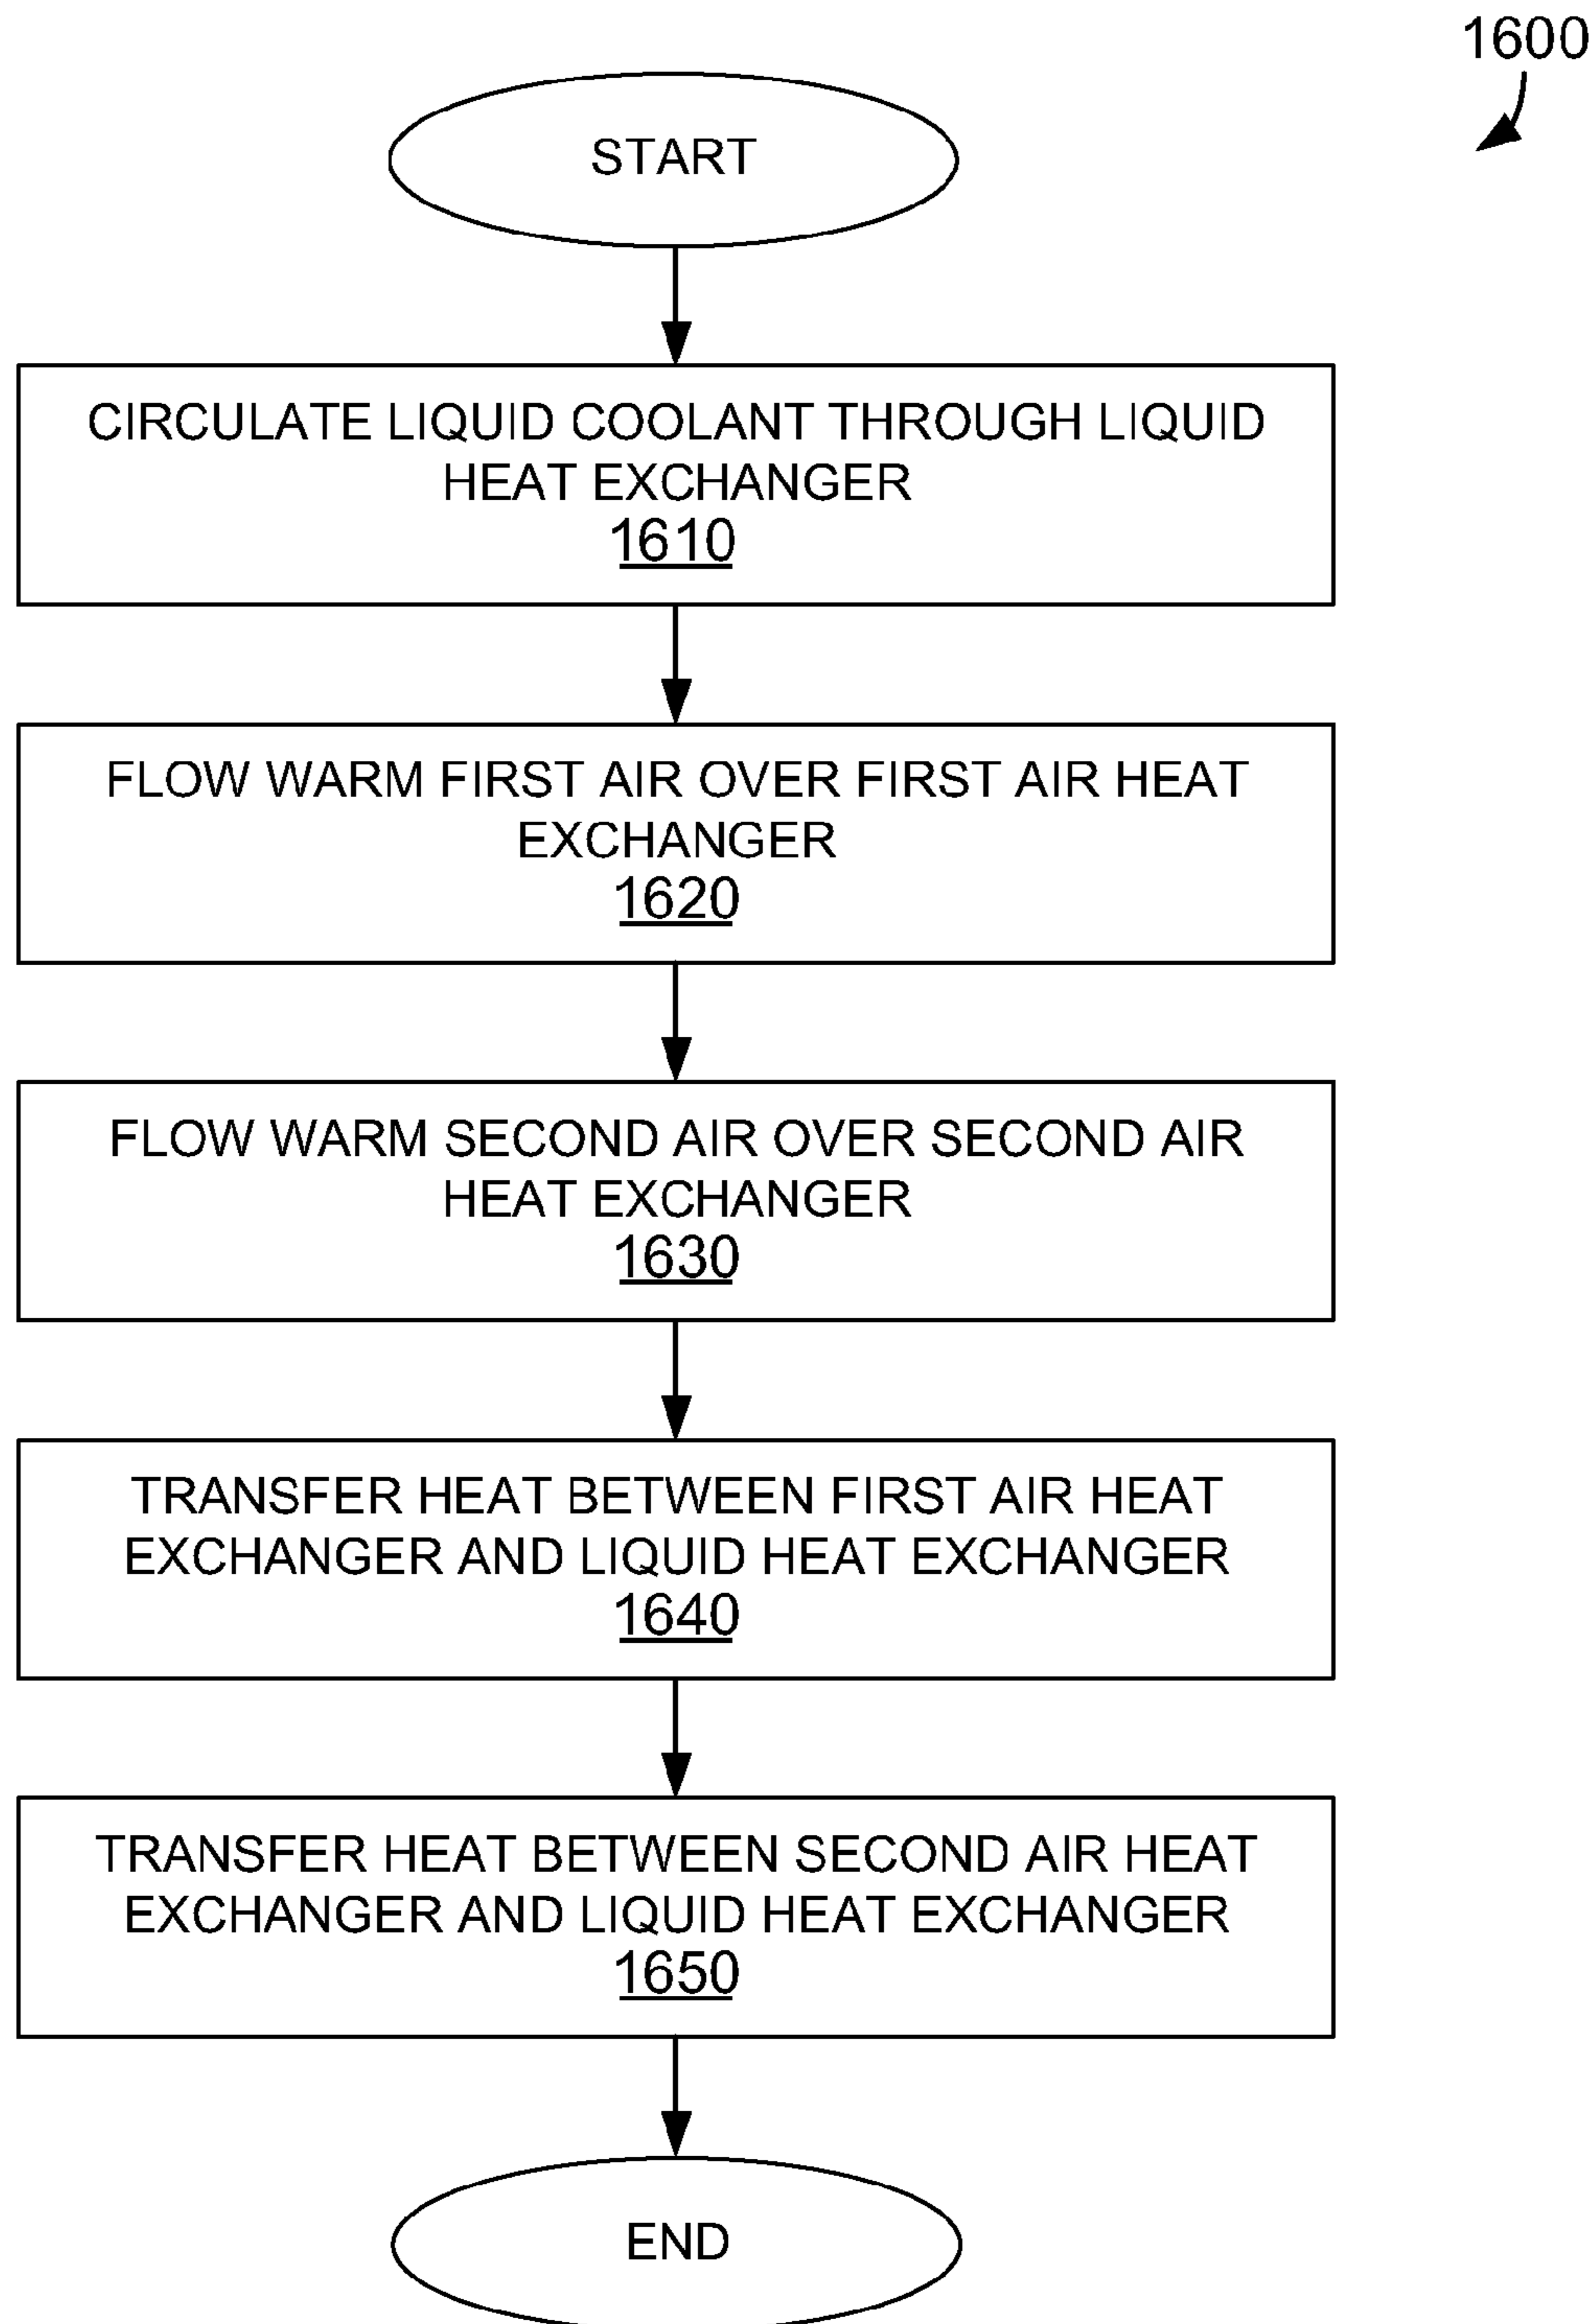 1600
START
CIRCULATE LIQUID COOLANT THROUGH LIQUID
HEAT EXCHANGER
1610
FLOW WARM FIRST AIR OVER FIRST AIR HEAT
EXCHANGER
1620
FLOW WARM SECOND AIR OVER SECOND AIR
HEAT EXCHANGER
1630
TRANSFER HEAT BETWEEN FIRST AIR HEAT
EXCHANGER AND LIQUID HEAT EXCHANGER
1640
TRANSFER HEAT BETWEEN SECOND AIR HEAT
EXCHANGER AND LIQUID HEAT EXCHANGER
1650
END